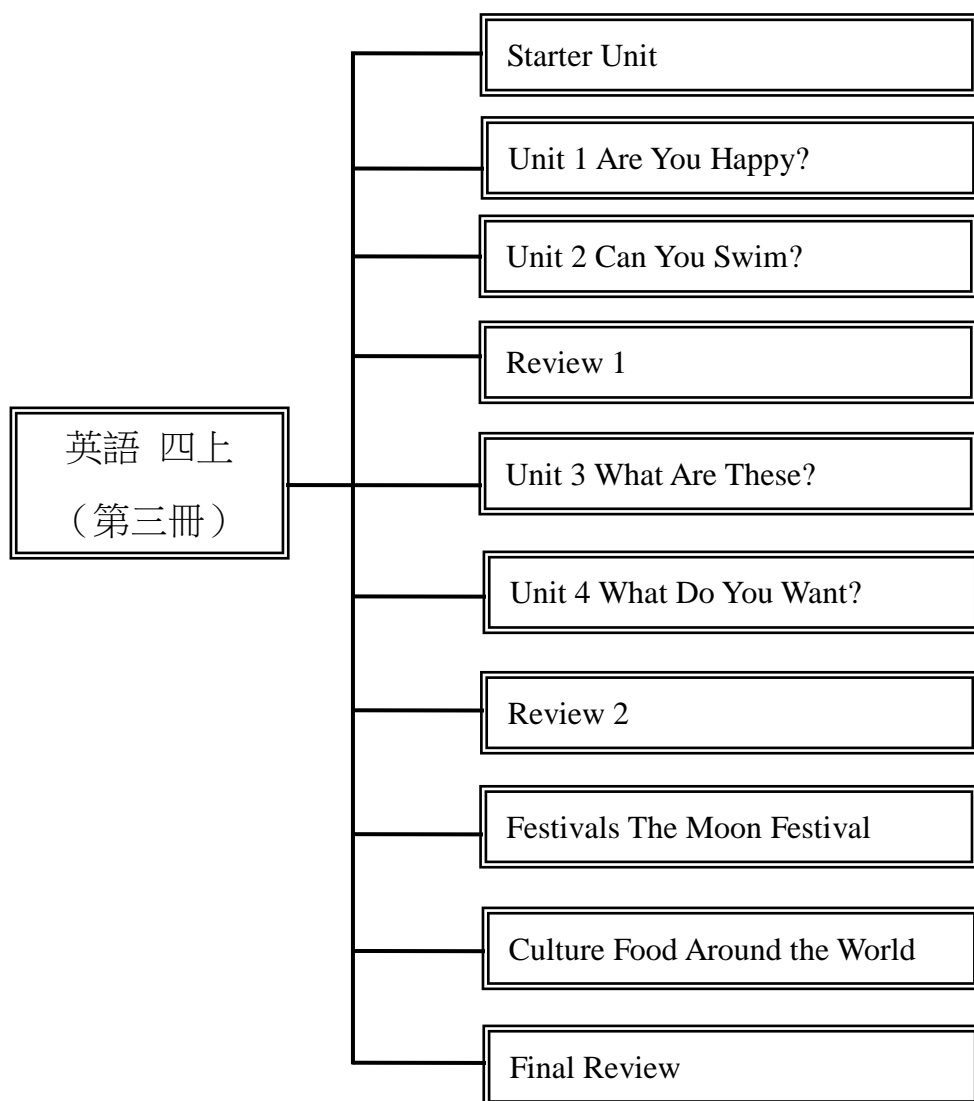 Starter Unit
Unit 1 Are You Happy?
Unit 2 Can You Swim?
Review 1
英語 四上
（第三冊）
Unit 3 What Are These?
Unit 4 What Do You Want?
Review 2
Festivals The Moon Festival
Culture Food Around the World
Final Review